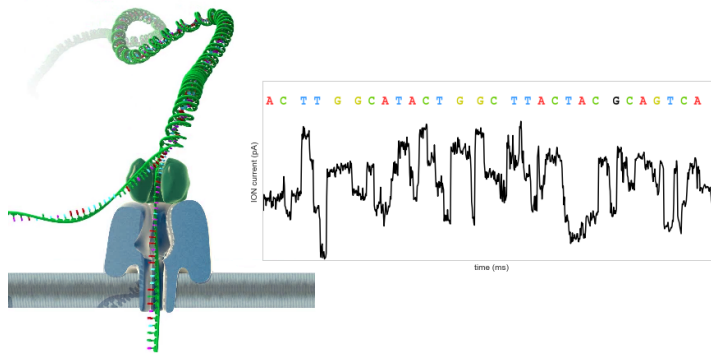 A C T T G G C A T A C T G G C T T A C T A C G C A G T C A
ION current (pA)
time (ms)